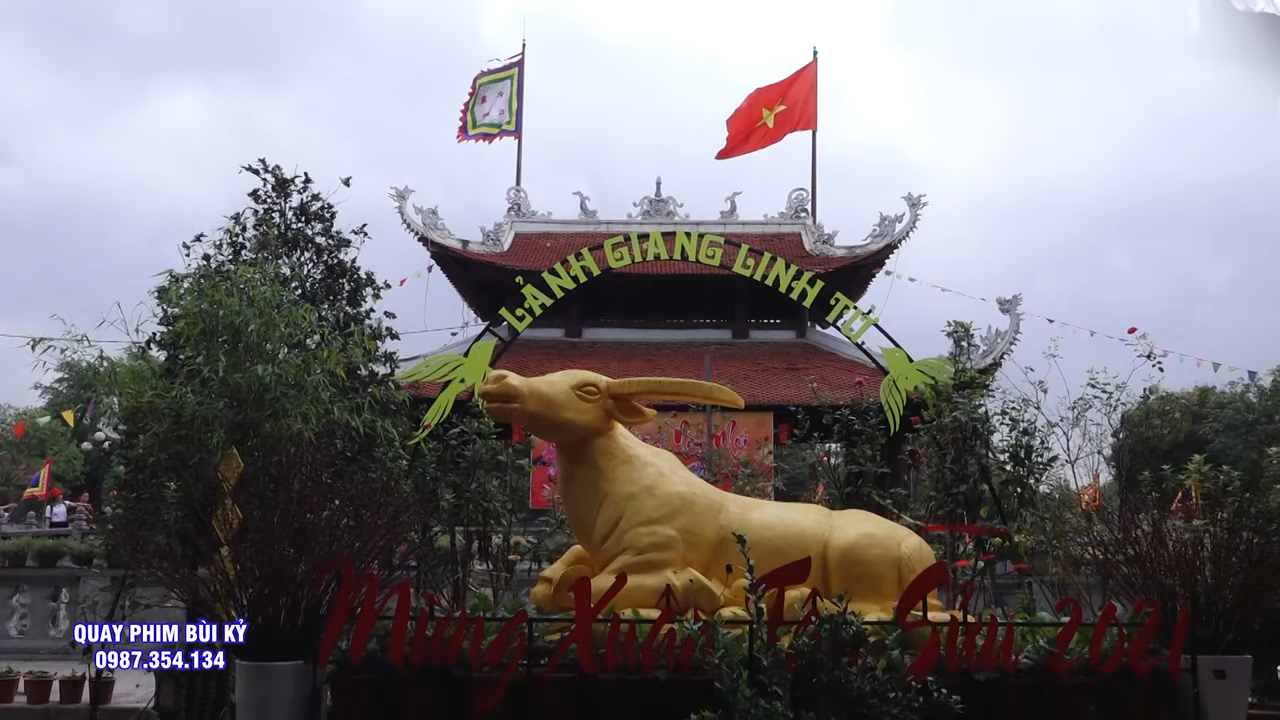 LẢNH GIANG LINH TỪ
Mừng Xuân Tân Sửu 2021
QUAY PHIM BÙI KỶ
0987.354.134